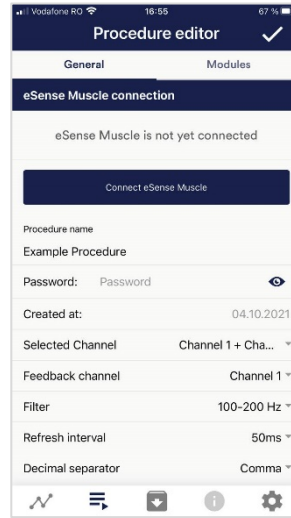 Vodafone RO 16:55 67 %
Procedure editor
General Modules
eSense Muscle connection
eSense Muscle is not yet connected
Connect eSense Muscle
Procedure name
Example Procedure
Password: Password
Created at: 04.10.2021
Selected Channel Channel 1 + Cha...
Feedback channel Channel 1
Filter 100-200 Hz
Refresh interval 50ms
Decimal separator Comma